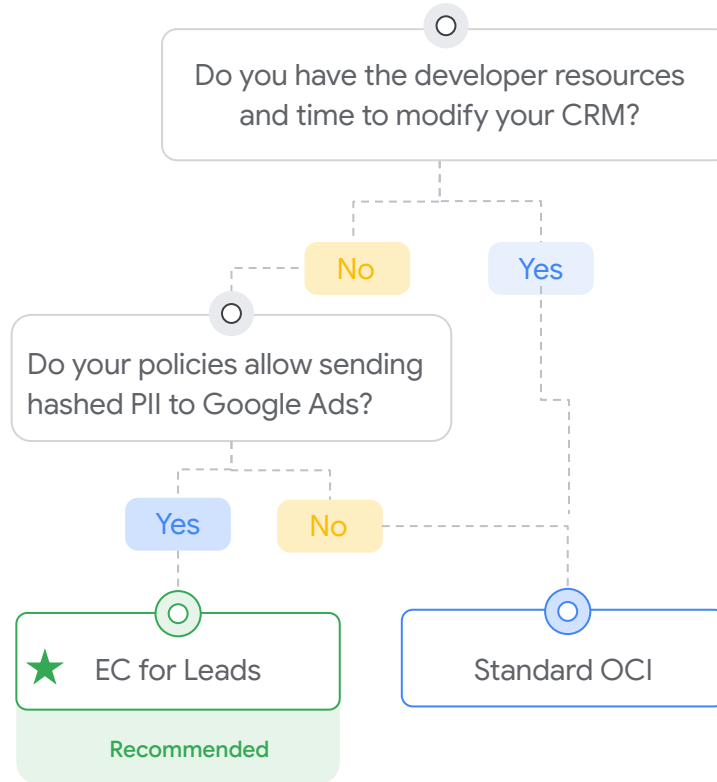 Do you have the developer resources
and time to modify your CRM?
No
Yes
Do your policies allow sending
hashed PII to Google Ads?
Yes
No
EC for Leads
Standard OCI
Recommended